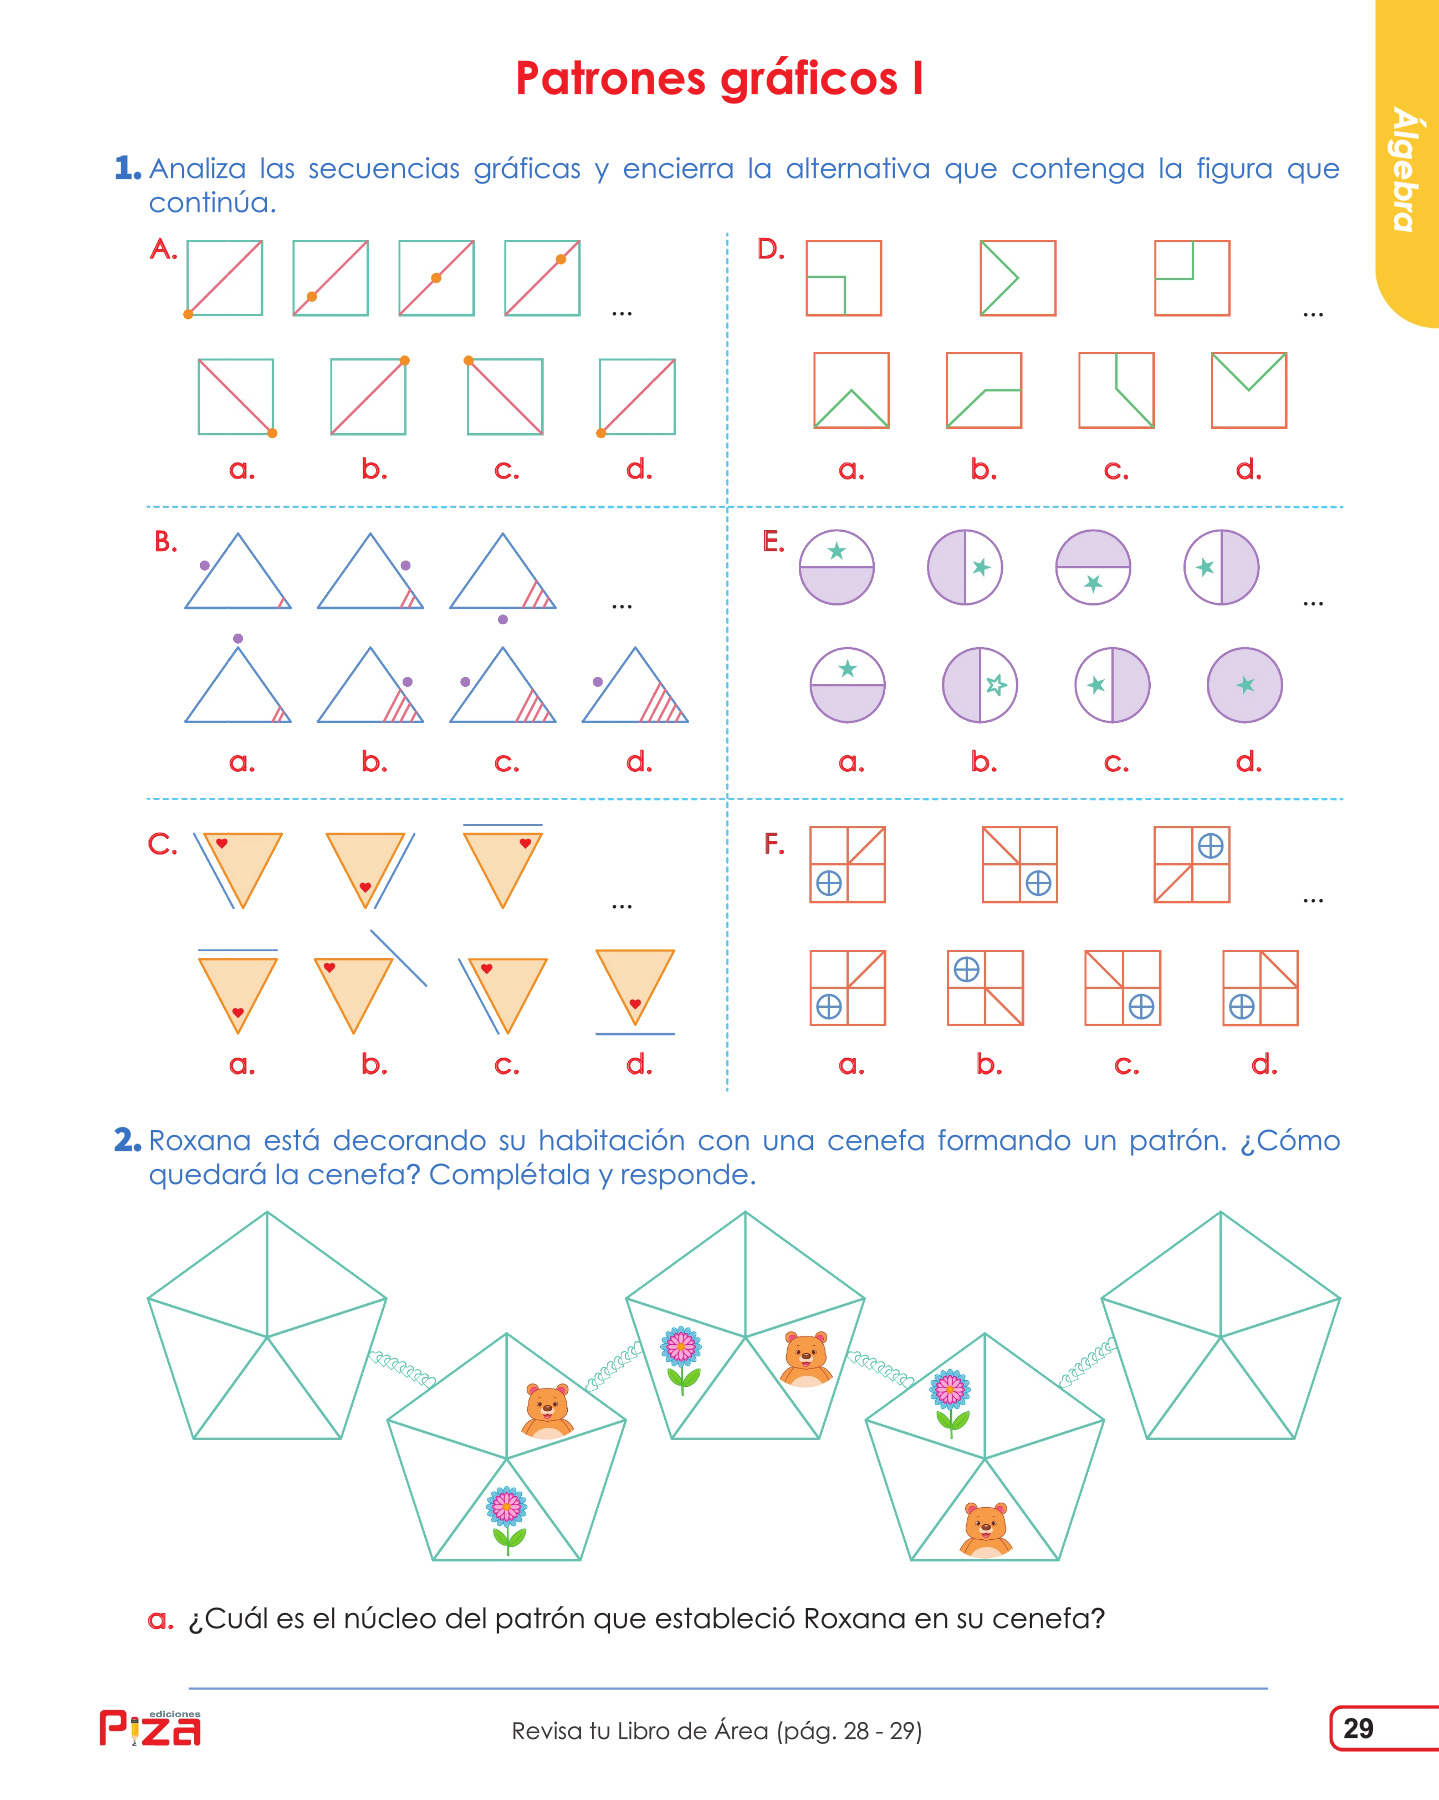 Patrones gráficos I
Álgebra
1. Analiza las secuencias gráficas y encierra la alternativa que contenga la figura que
continúa.
A.
...
a. b. c. d.
D.
...
a. b. c. d.
B.
...
a. b. c. d.
E.
...
a. b. c. d.
C.
...
a. b. c. d.
F.
...
a. b. c. d.
2. Roxana está decorando su habitación con una cenefa formando un patrón. ¿Cómo
quedará la cenefa? Complétala y responde.
a. ¿Cuál es el núcleo del patrón que estableció Roxana en su cenefa?
ediciones
Piza
Revisa tu Libro de Área (pág. 28 - 29)
29